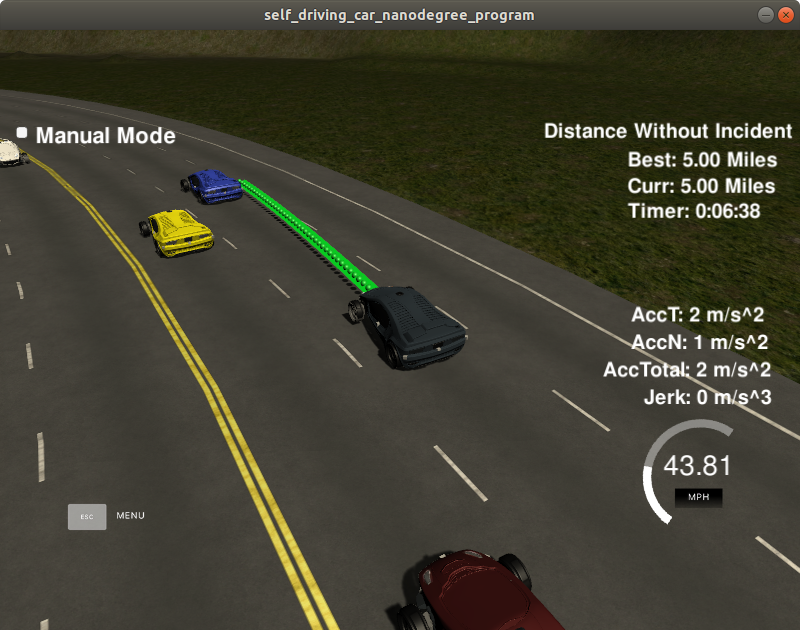 self_driving_car_nanodegree_program
Manual Mode
Distance Without Incident
Best: 5.00 Miles
Curr: 5.00 Miles
Timer: 0:06:38
AccT: 2 m/s^2
AccN: 1 m/s^2
AccTotal: 2 m/s^2
Jerk: 0 m/s^3
43.81
MPH
ESC MENU